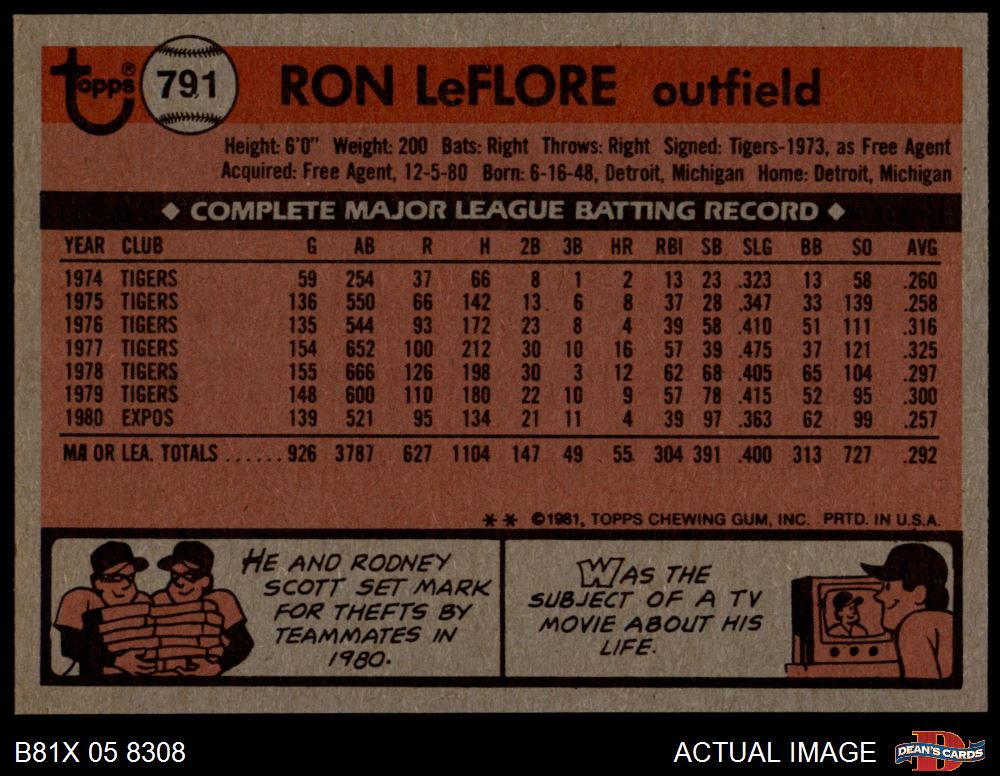 topps® 791 RON LeFLORE outfield
Height: 6'0" Weight: 200 Bats: Right Throws: Right Signed: Tigers-1973, as Free Agent
Acquired: Free Agent, 12-5-80 Born: 6-16-48, Detroit, Michigan Home: Detroit, Michigan
◆ COMPLETE MAJOR LEAGUE BATTING RECORD ◆
YEAR CLUB G AB R H 2B 3B HR RBI SB SLG BB SO AVG
1974 TIGERS 59 254 37 66 8 1 2 13 23 .323 13 58 .260
1975 TIGERS 136 550 66 142 13 6 8 37 28 .347 33 139 .258
1976 TIGERS 135 544 93 172 23 8 4 39 58 .410 51 111 .316
1977 TIGERS 154 652 100 212 30 10 16 57 39 .475 37 121 .325
1978 TIGERS 155 666 126 198 30 3 12 62 68 .405 65 104 .297
1979 TIGERS 148 600 110 180 22 10 9 57 78 .415 52 95 .300
1980 EXPOS 139 521 95 134 21 11 4 39 97 .363 62 99 .257
MAJOR LEA. TOTALS ...... 926 3787 627 1104 147 49 55 304 391 .400 313 727 .292
** ©1981, TOPPS CHEWING GUM, INC. PRTD. IN U.S.A.
HE AND RODNEY
SCOTT SET MARK
FOR THEFTS BY
TEAMMATES IN
1980.
WAS THE
SUBJECT OF A TV
MOVIE ABOUT HIS
LIFE.
B81X 05 8308
ACTUAL IMAGE
DEAN'S CARDS